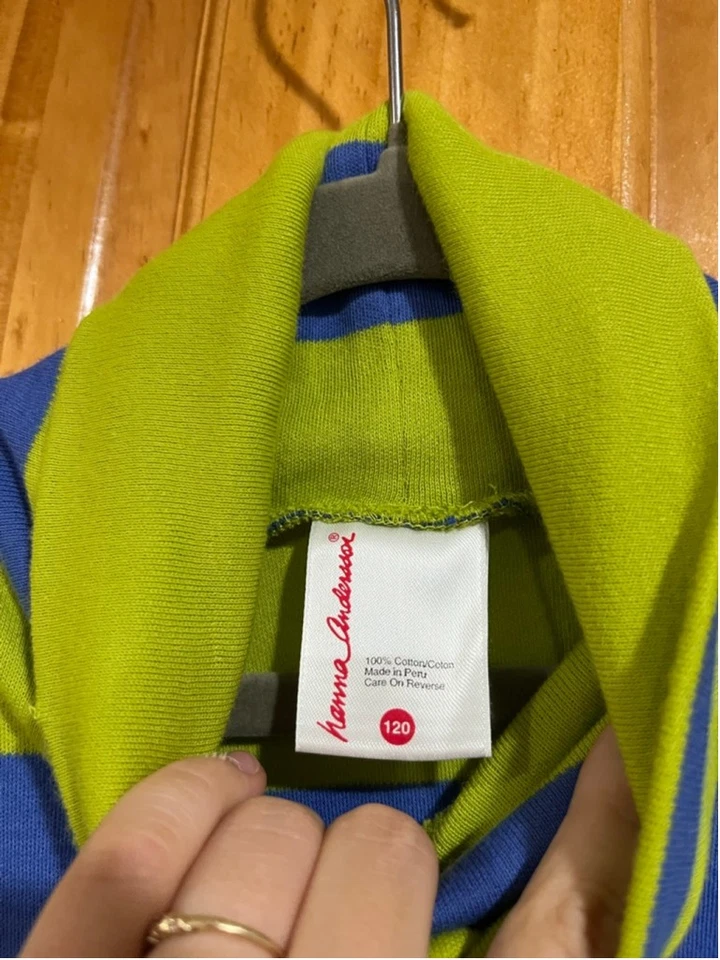 hanna andersson®
100% Cotton/Coton
Made in Peru
Care On Reverse
120